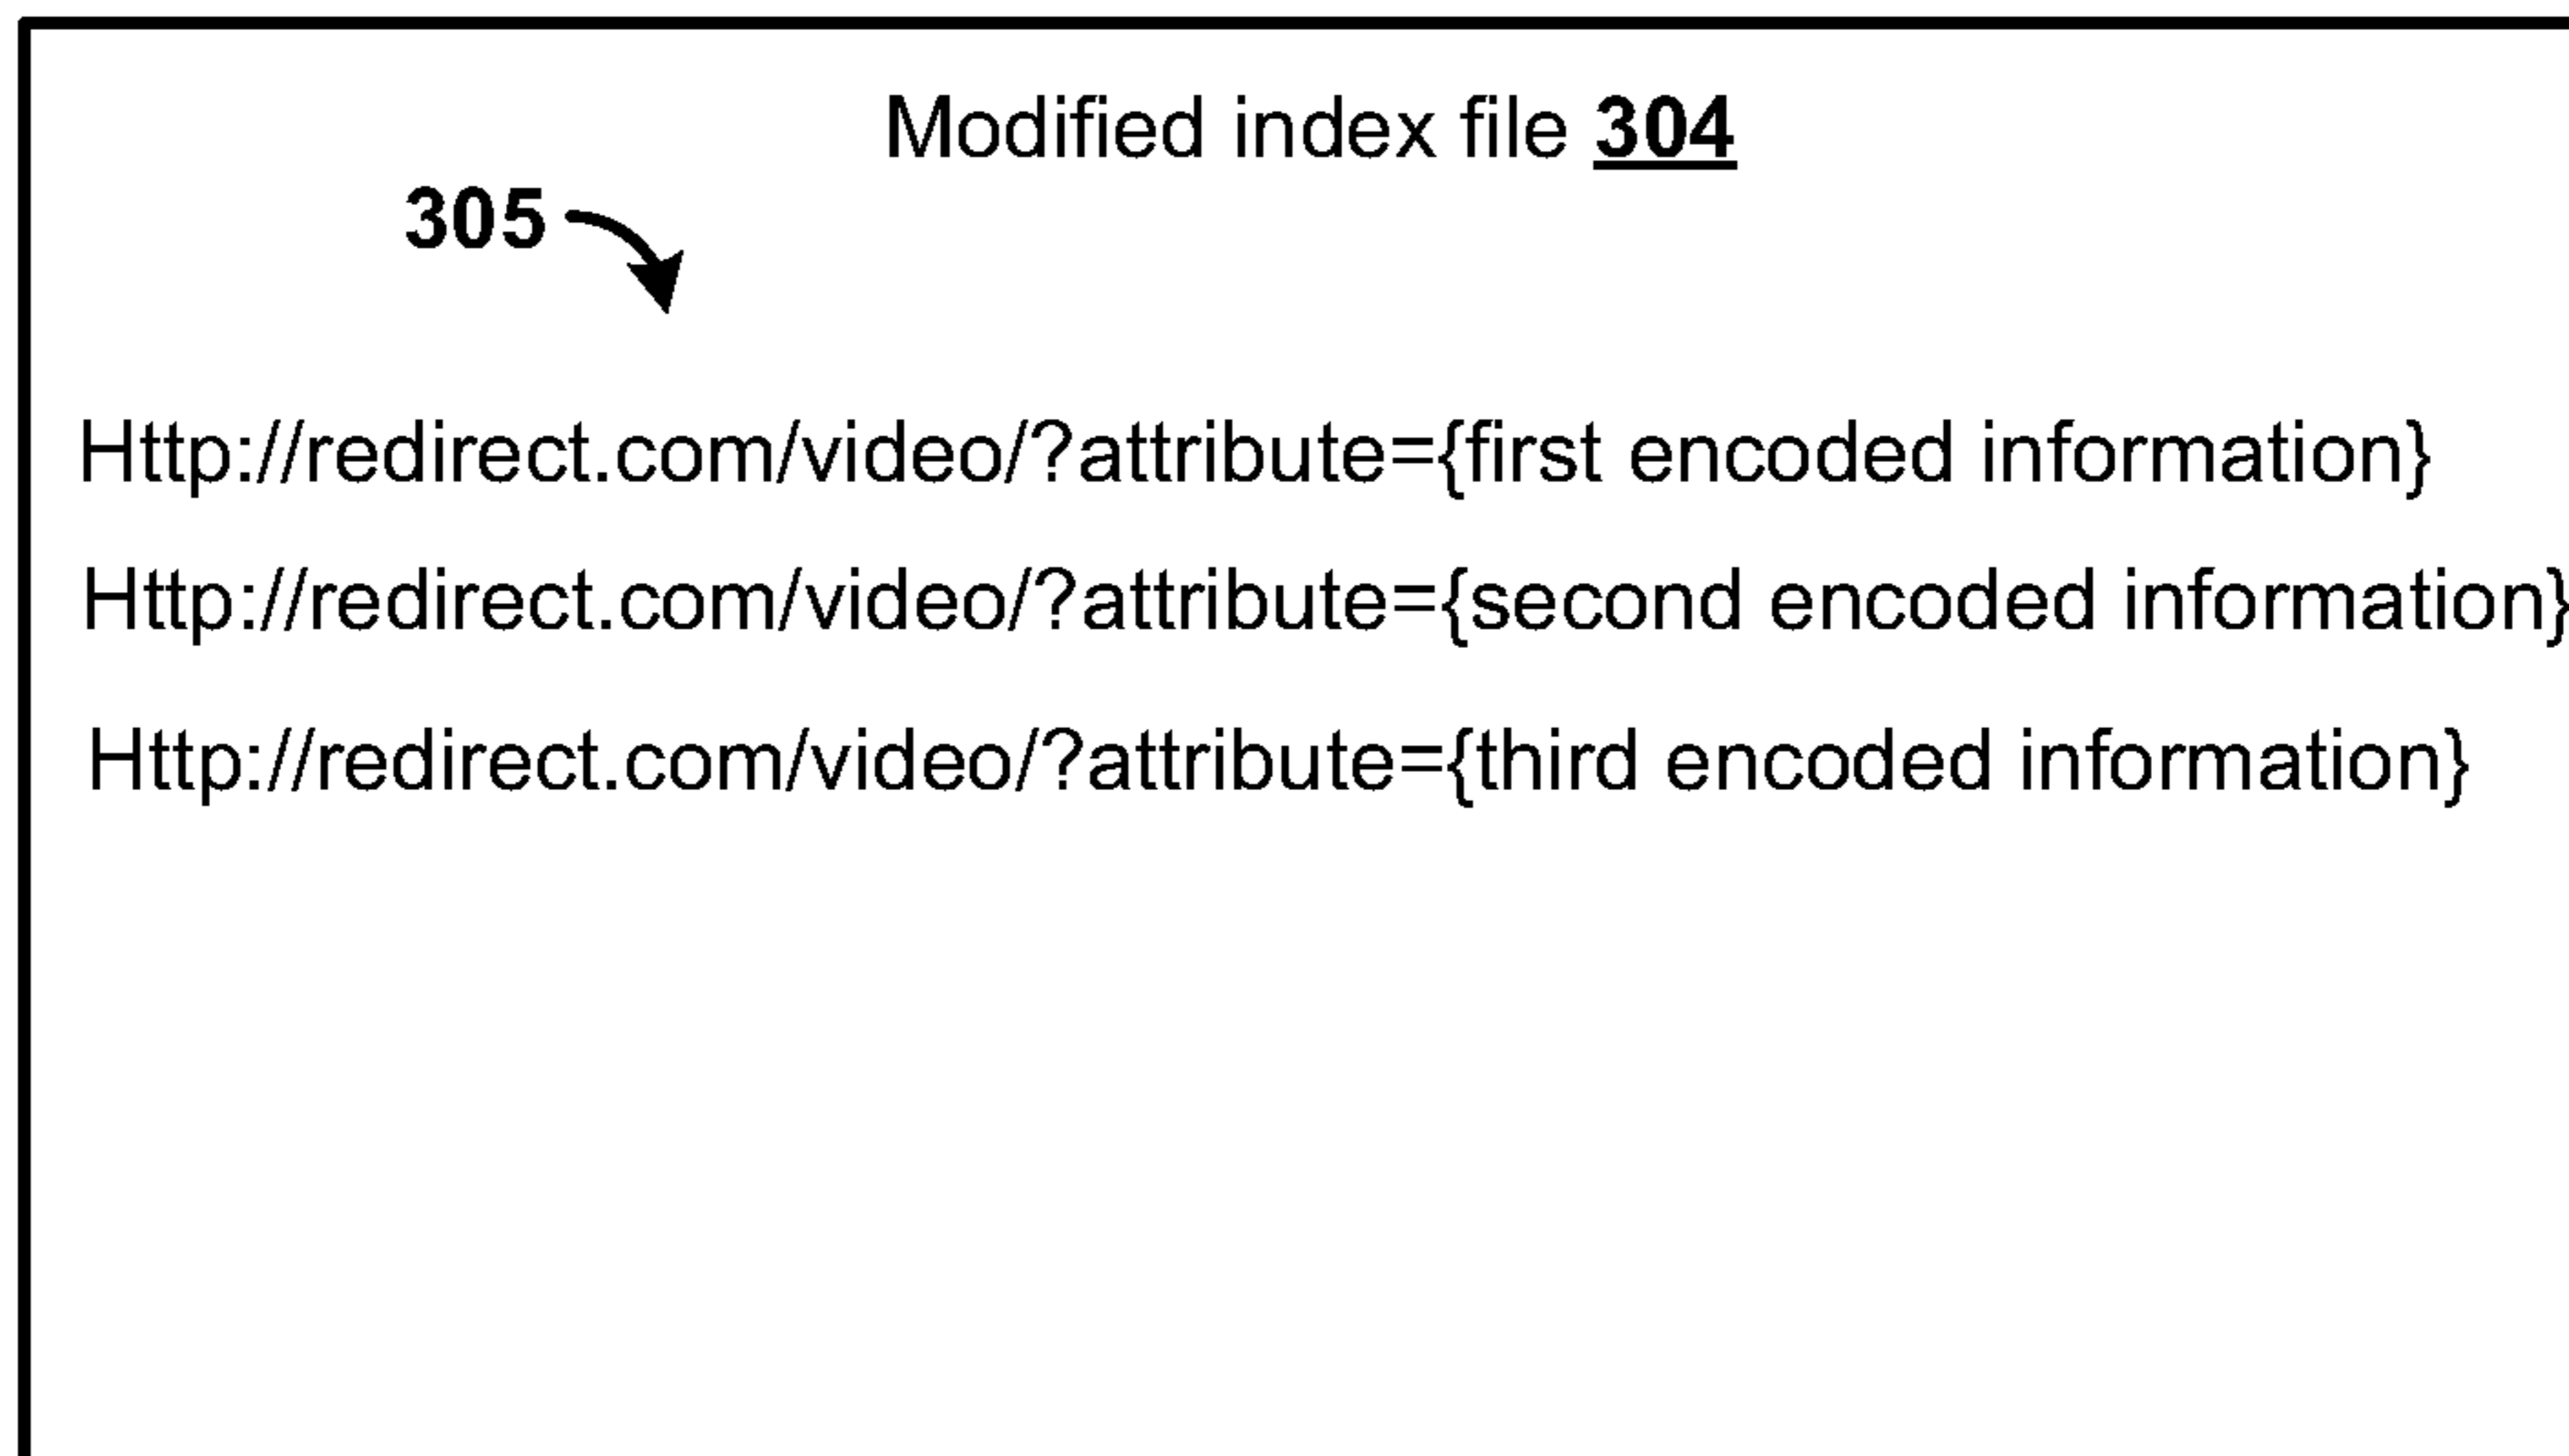 Modified index file 304
305
Http://redirect.com/video/?attribute={first encoded information}
Http://redirect.com/video/?attribute={second encoded information}
Http://redirect.com/video/?attribute={third encoded information}